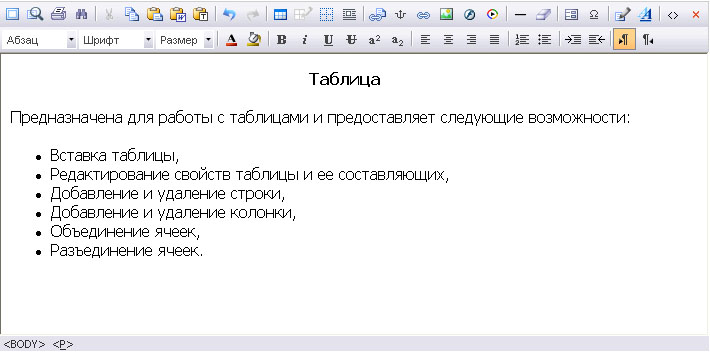 Абзац Шрифт Размер A B i U U a² a₂
Таблица
Предназначена для работы с таблицами и предоставляет следующие возможности:
• Вставка таблицы,
• Редактирование свойств таблицы и ее составляющих,
• Добавление и удаление строки,
• Добавление и удаление колонки,
• Объединение ячеек,
• Разъединение ячеек.
<BODY> <P>